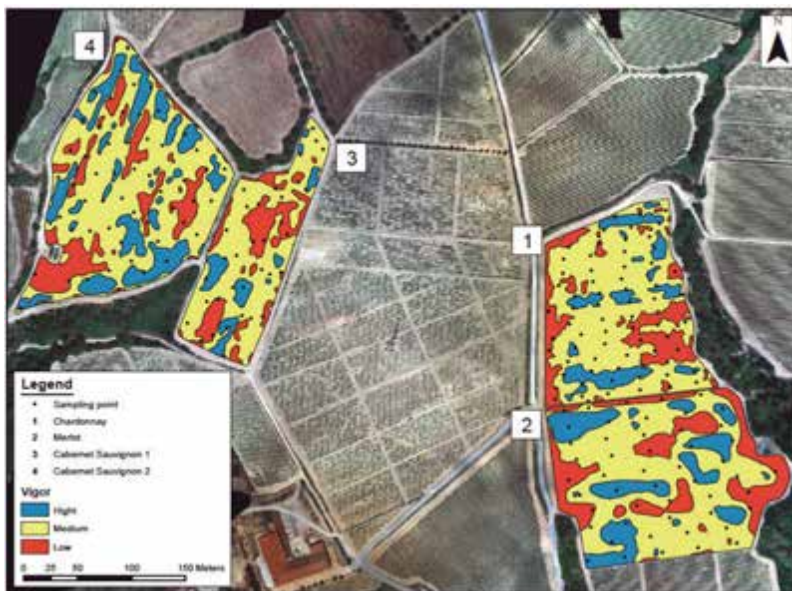 4
N
3
1
2
Legend
• Sampling point
1 Chardonnay
2 Merlot
3 Cabernet Sauvignon 1
4 Cabernet Sauvignon 2
Vigor
Hight
Medium
Low
0 25 50 100 150 Meters